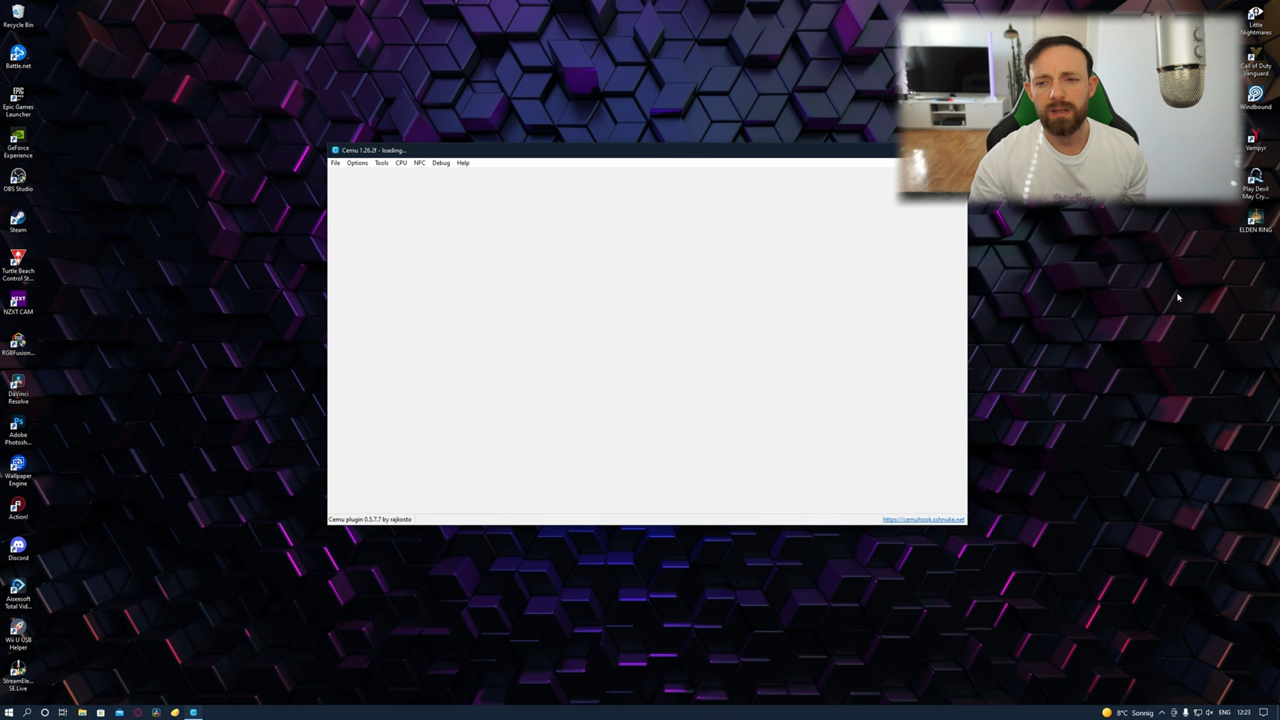 Recycle Bin
Battle.net
Epic Games
Launcher
GeForce
Experience
OBS Studio
Steam
Turtle Beach
Control St...
NZXT CAM
RGBFusion...
DaVinci
Resolve
Adobe
Photosh...
Wallpaper
Engine
Action!
Discord
Aiseesoft
Total Vid...
Wii U USB
Helper
StreamEle...
SE.Live
Cemu 1.26.2f - loading...
File Options Tools CPU NFC Debug Help
Cemu plugin 0.5.7.7 by rajkosto
https://cemuhook.sshnuke.net
Little
Nightmares
Call of Duty
Vanguard
Windbound
Vampyr
Play Devil
May Cry...
ELDEN RING
8°C Sonnig
ENG
12:23